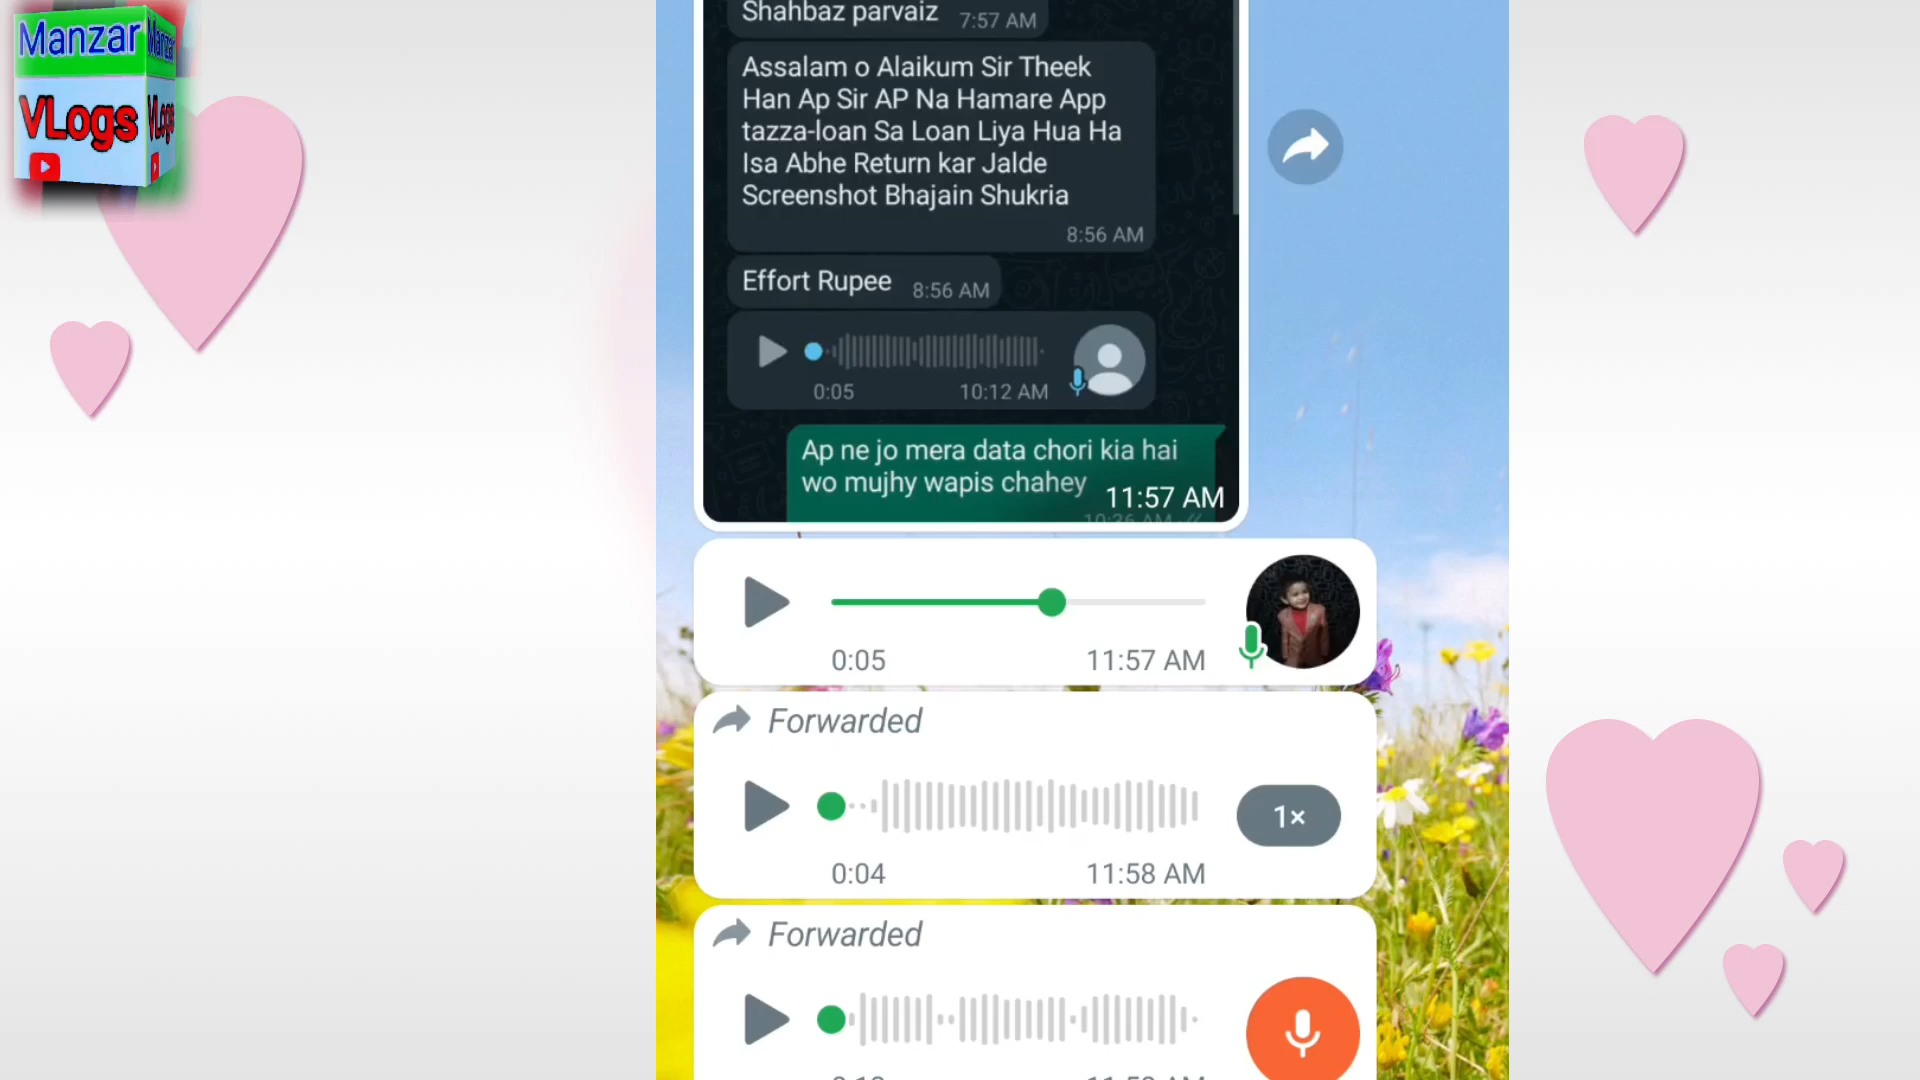 Manzar
VLogs
Shahbaz parvaiz 7:57 AM
Assalam o Alaikum Sir Theek
Han Ap Sir AP Na Hamare App
tazza-loan Sa Loan Liya Hua Ha
Isa Abhe Return kar Jalde
Screenshot Bhajain Shukria
8:56 AM
Effort Rupee 8:56 AM
0:05 10:12 AM
Ap ne jo mera data chori kia hai
wo mujhy wapis chahey 11:57 AM
10:36 AM
0:05 11:57 AM
Forwarded
1×
0:04 11:58 AM
Forwarded